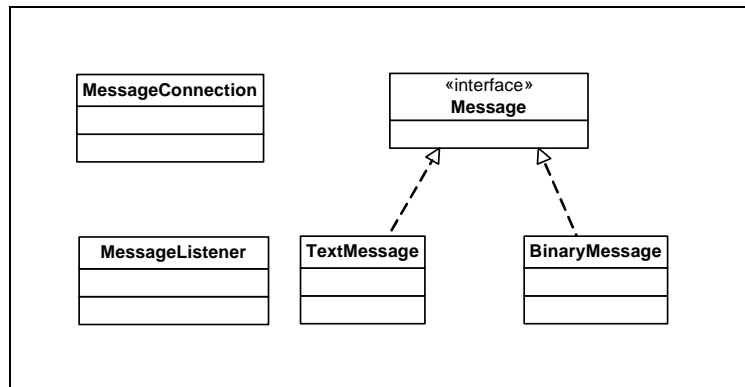 MessageConnection
«interface»
Message
MessageListener
TextMessage
BinaryMessage